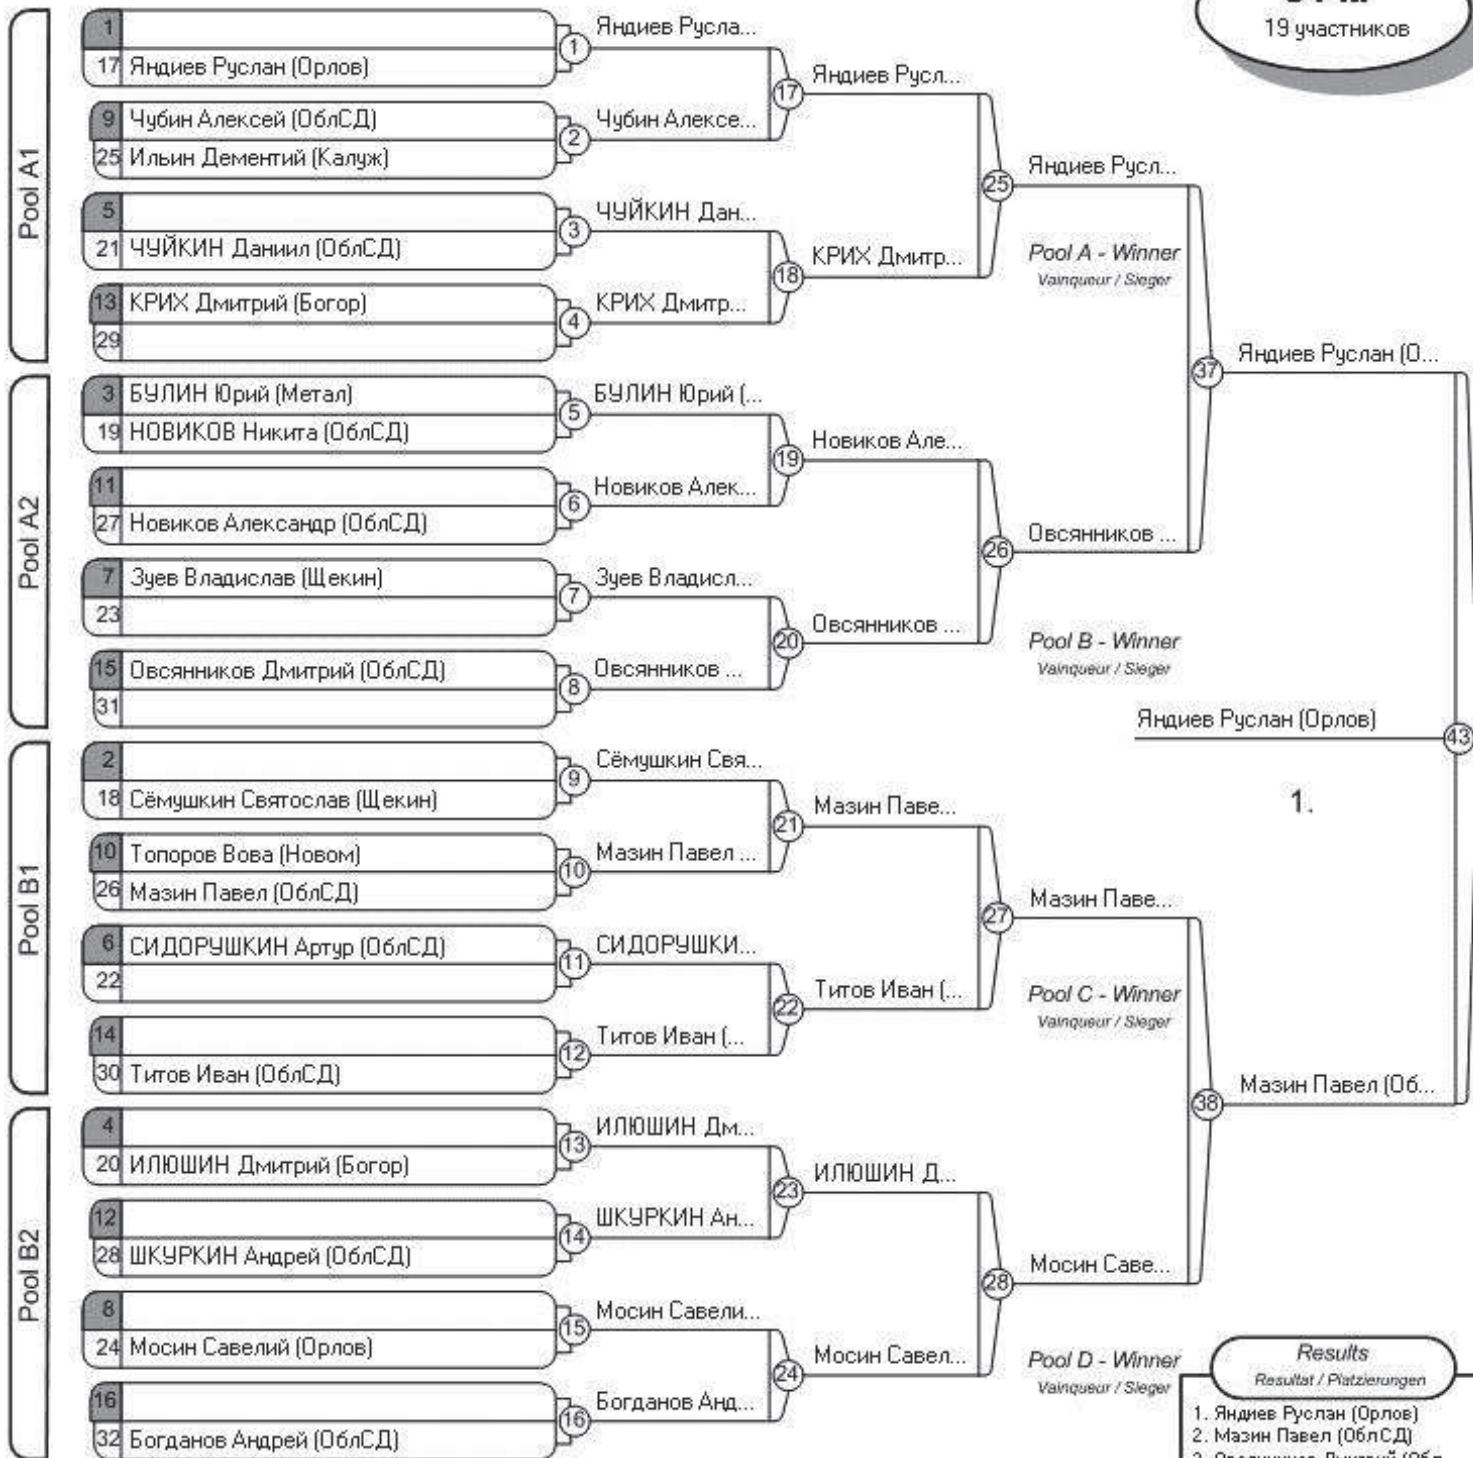 19 участников
Pool A1
1
17 Яндиев Руслан (Орлов)
9 Чубин Алексей (ОблСД)
25 Ильин Дементий (Калуж)
5
21 ЧУЙКИН Даниил (ОблСД)
13 КРИХ Дмитрий (Богор)
29
Pool A2
3 БУЛИН Юрий (Метал)
19 НОВИКОВ Никита (ОблСД)
11
27 Новиков Александр (ОблСД)
7 Зуев Владислав (Щекин)
23
15 Овсянников Дмитрий (ОблСД)
31
Pool B1
2
18 Сёмушкин Святослав (Щекин)
10 Топоров Вова (Новом)
26 Мазин Павел (ОблСД)
6 СИДОРУШКИН Артур (ОблСД)
22
14
30 Титов Иван (ОблСД)
Pool B2
4
20 ИЛЮШИН Дмитрий (Богор)
12
28 ШКУРКИН Андрей (ОблСД)
8
24 Мосин Савелий (Орлов)
16
32 Богданов Андрей (ОблСД)
1 Яндиев Русла...
2 Чубин Алексе...
3 ЧУЙКИН Дан...
4 КРИХ Дмитр...
5 БУЛИН Юрий (...
6 Новиков Алек...
7 Зуев Владисл...
8 Овсянников ...
9 Сёмушкин Свя...
10 Мазин Павел ...
11 СИДОРУШКИ...
12 Титов Иван (...
13 ИЛЮШИН Дм...
14 ШКУРКИН Ан...
15 Мосин Савели...
16 Богданов Анд...
17 Яндиев Русл...
18 КРИХ Дмитр...
19 Новиков Але...
20 Овсянников ...
21 Мазин Паве...
22 Титов Иван (...
23 ИЛЮШИН Д...
24 Мосин Савел...
25 Яндиев Русл...
Pool A - Winner
Vainqueur / Sieger
26 Овсянников ...
Pool B - Winner
Vainqueur / Sieger
27 Мазин Паве...
Pool C - Winner
Vainqueur / Sieger
28 Мосин Саве...
Pool D - Winner
Vainqueur / Sieger
37 Яндиев Руслан (О...
38 Мазин Павел (Об...
Яндиев Руслан (Орлов) 43
1.
Results
Resultat / Platzierungen
1. Яндиев Руслан (Орлов)
2. Мазин Павел (ОблСД)